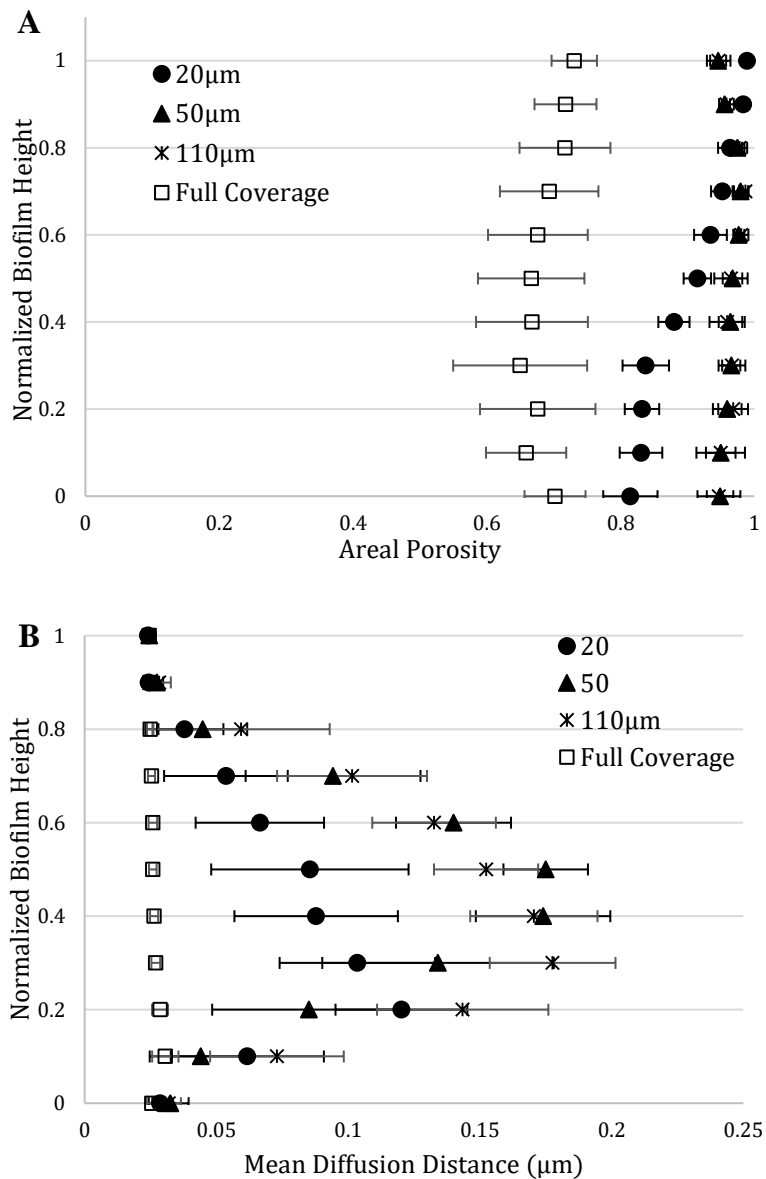 A
Normalized Biofilm Height
1
0.8
0.6
0.4
0.2
0
20μm
50μm
110μm
Full Coverage
0
0.2
0.4
0.6
0.8
1
Areal Porosity
B
Normalized Biofilm Height
1
0.8
0.6
0.4
0.2
0
20
50
110μm
Full Coverage
0
0.05
0.1
0.15
0.2
0.25
Mean Diffusion Distance (μm)